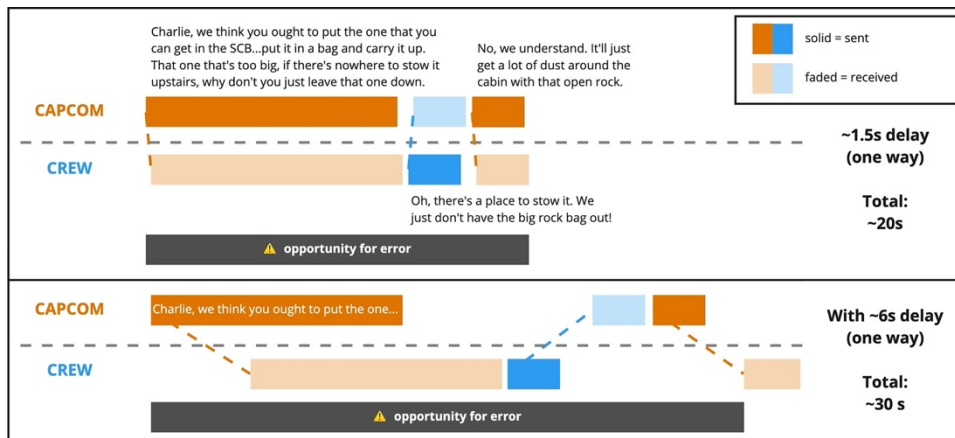 Charlie, we think you ought to put the one that you
can get in the SCB...put it in a bag and carry it up.
That one that's too big, if there's nowhere to stow it
upstairs, why don't you just leave that one down.
No, we understand. It'll just
get a lot of dust around the
cabin with that open rock.
solid = sent
faded = received
CAPCOM
CREW
~1.5s delay
(one way)
Total:
~20s
Oh, there's a place to stow it. We
just don't have the big rock bag out!
⚠ opportunity for error
CAPCOM
Charlie, we think you ought to put the one...
CREW
With ~6s delay
(one way)
Total:
~30 s
⚠ opportunity for error